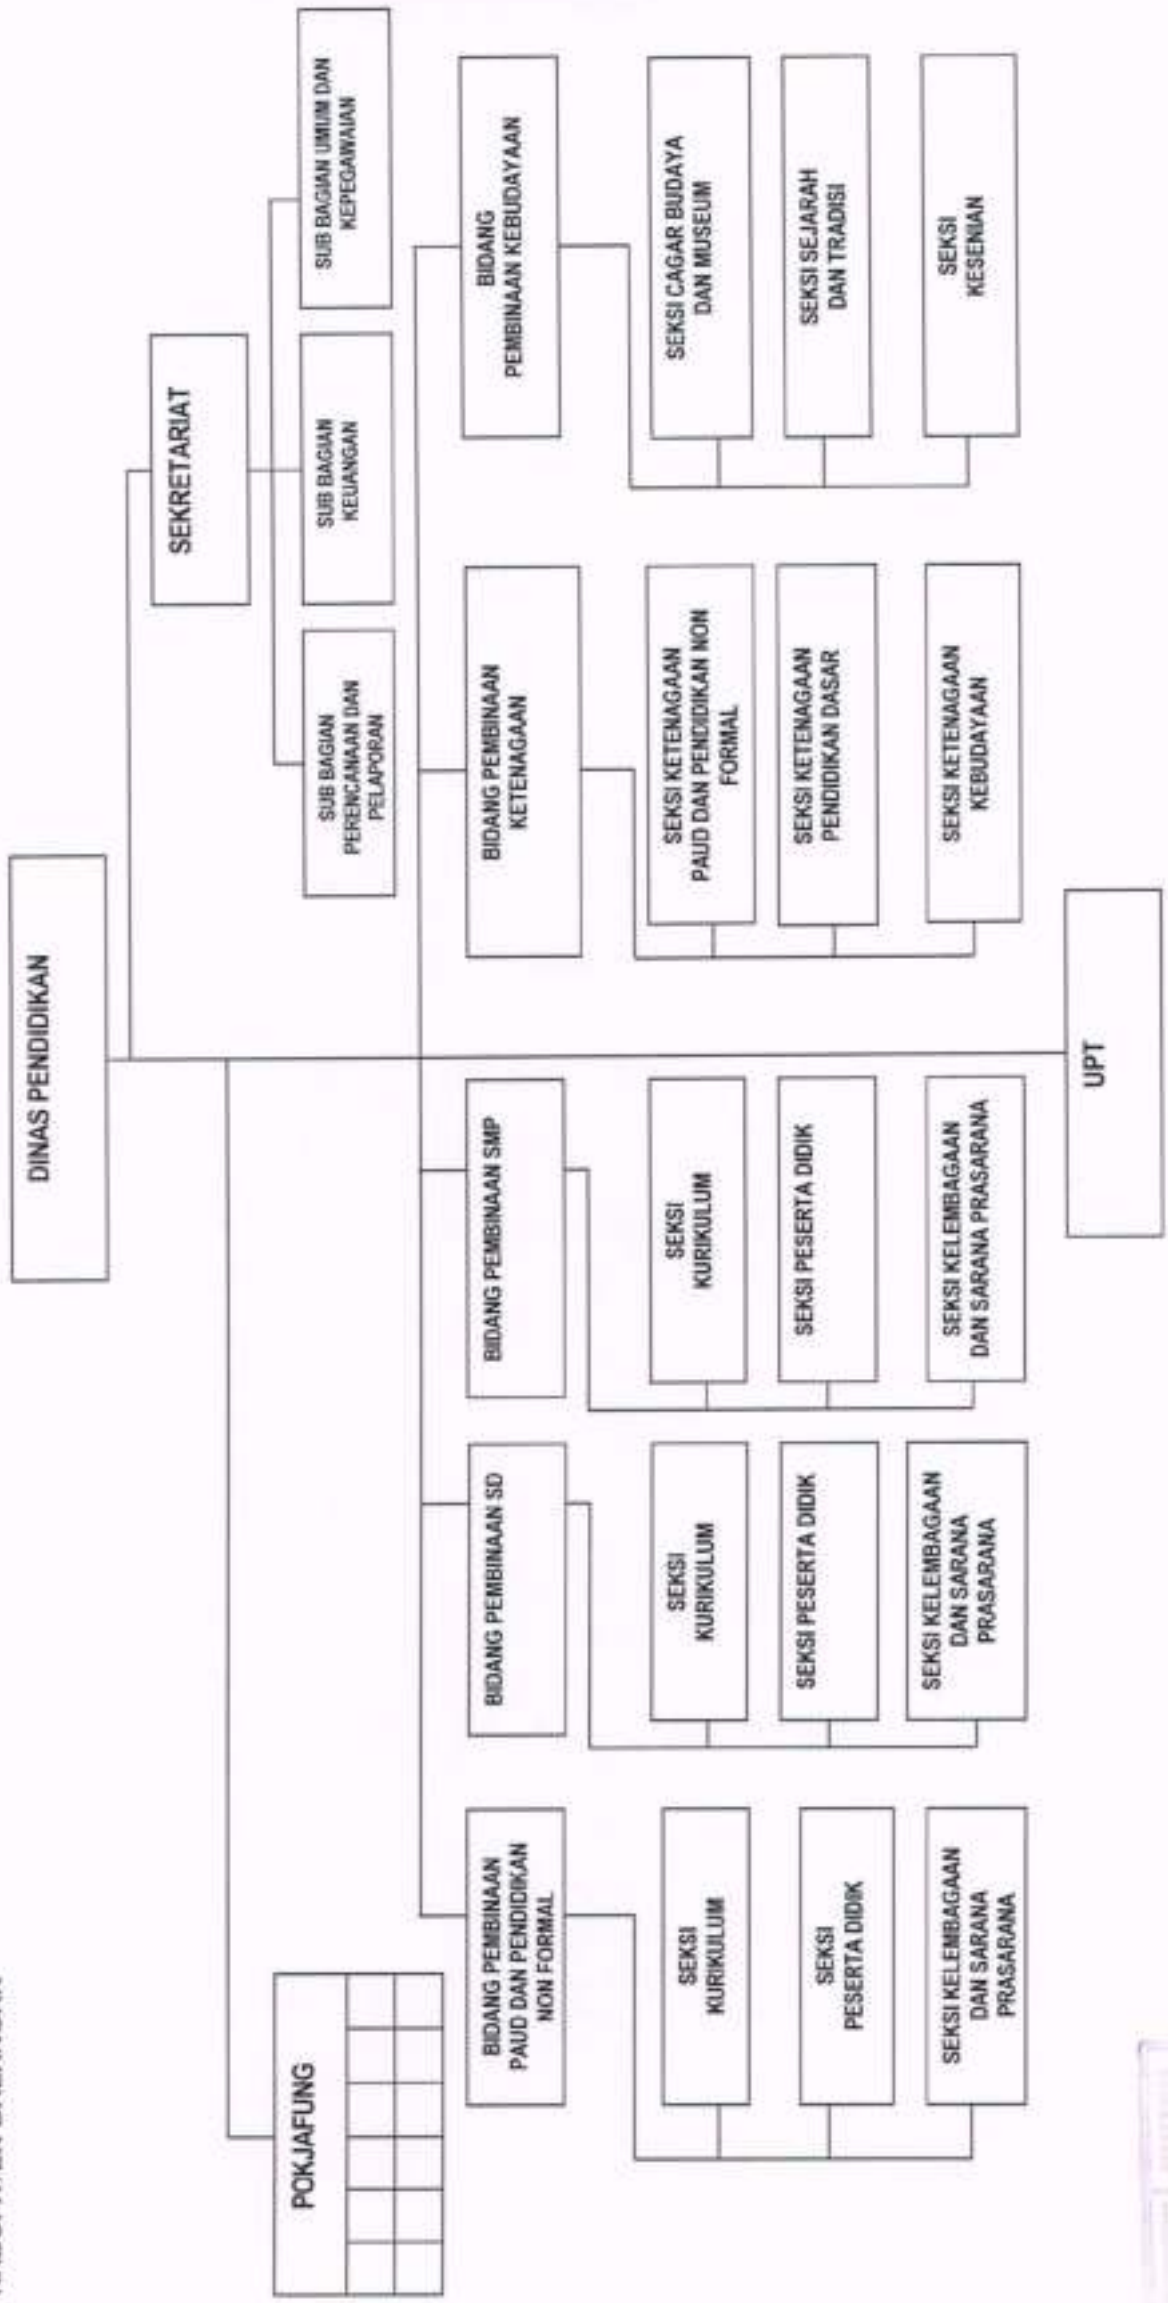 DINAS PENDIDIKAN
SEKRETARIAT
POKJAFUNG
SUB BAGIAN
PERENCANAAN DAN
PELAPORAN
SUB BAGIAN
KEUANGAN
SUB BAGIAN UMUM DAN
KEPEGAWAIAN
BIDANG PEMBINAAN
PAUD DAN PENDIDIKAN
NON FORMAL
BIDANG PEMBINAAN SD
BIDANG PEMBINAAN SMP
BIDANG PEMBINAAN
KETENAGAAN
BIDANG
PEMBINAAN KEBUDAYAAN
SEKSI
KURIKULUM
SEKSI
KURIKULUM
SEKSI
KURIKULUM
SEKSI KETENAGAAN
PAUD DAN PENDIDIKAN NON
FORMAL
SEKSI CAGAR BUDAYA
DAN MUSEUM
SEKSI
PESERTA DIDIK
SEKSI PESERTA DIDIK
SEKSI PESERTA DIDIK
SEKSI KETENAGAAN
PENDIDIKAN DASAR
SEKSI SEJARAH
DAN TRADISI
SEKSI KELEMBAGAAN
DAN SARANA
PRASARANA
SEKSI KELEMBAGAAN
DAN SARANA
PRASARANA
SEKSI KELEMBAGAAN
DAN SARANA PRASARANA
SEKSI KETENAGAAN
KEBUDAYAAN
SEKSI
KESENIAN
UPT